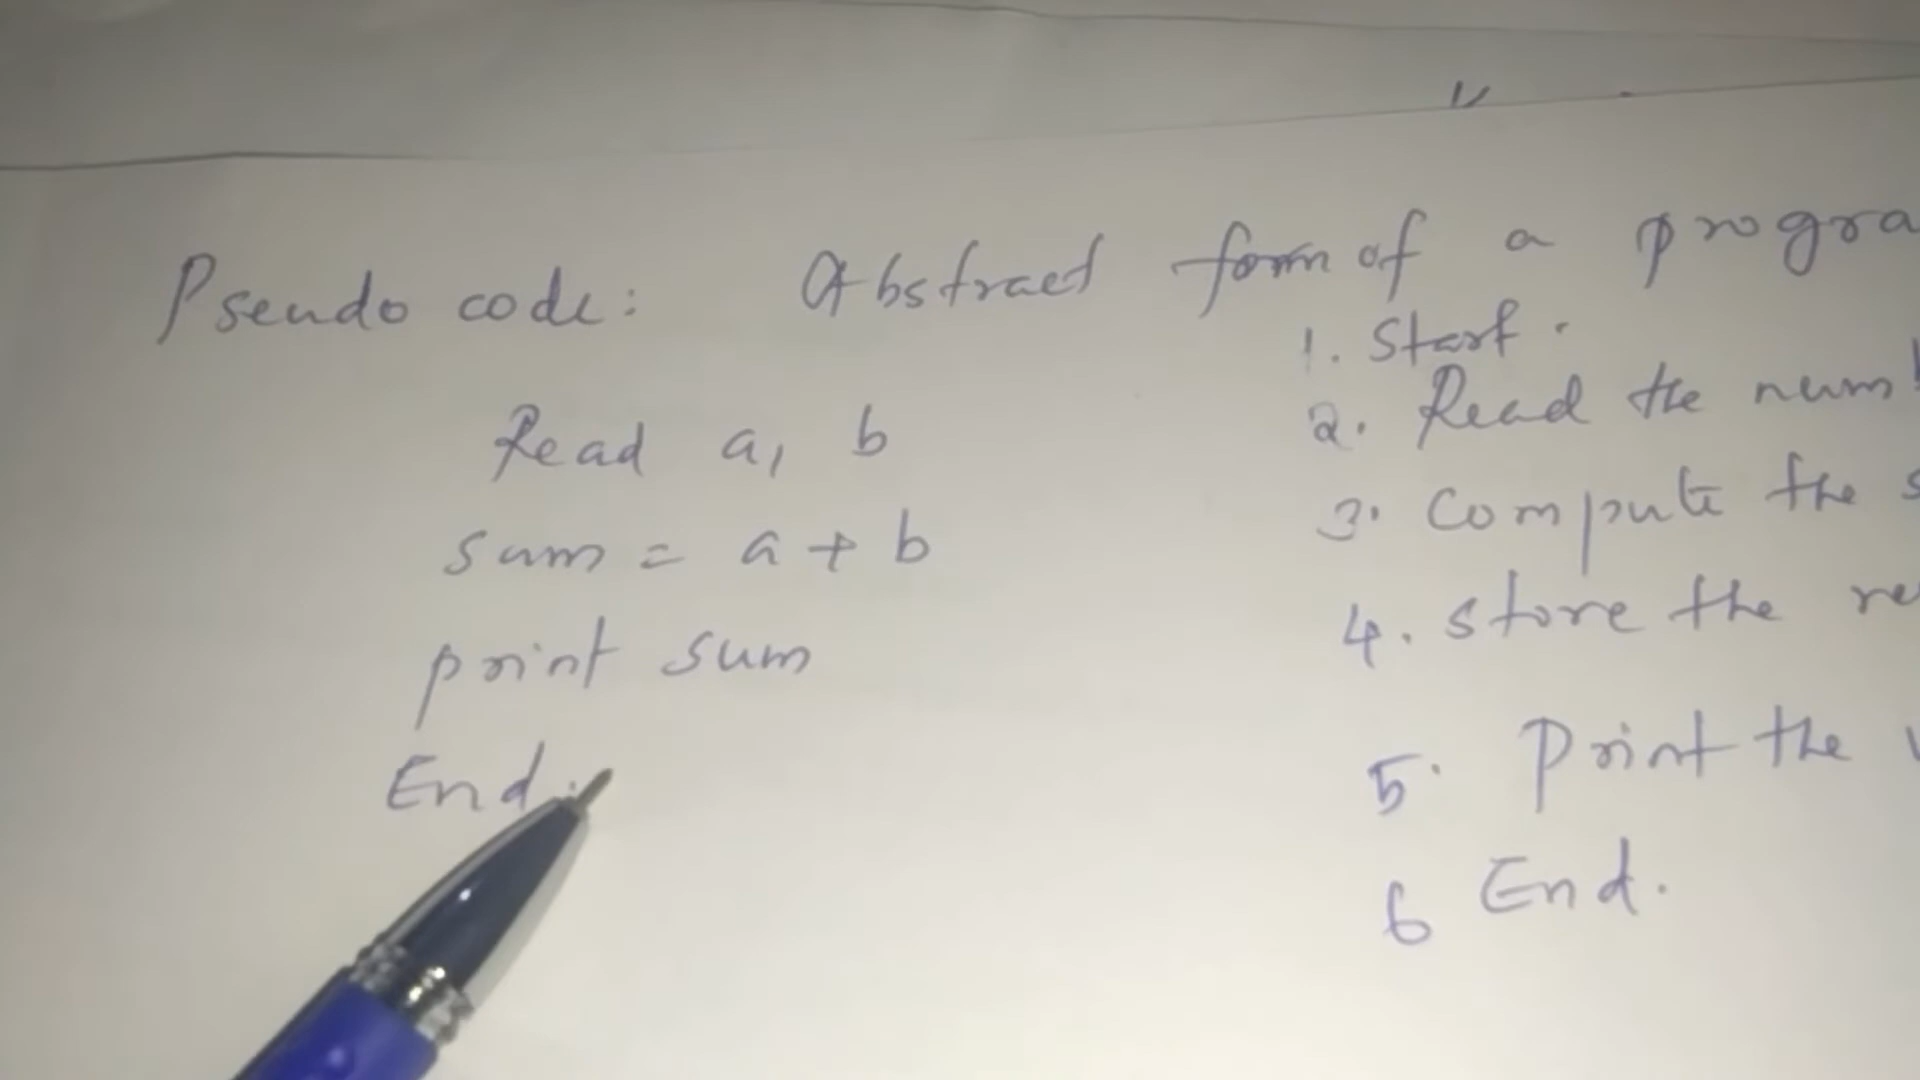 Pseudo code: Abstract form of a progra
Read a, b
sum = a + b
print sum
End.
1. Start.
2. Read the num
3. Compute the s
4. store the re
5. Print the
6 End.